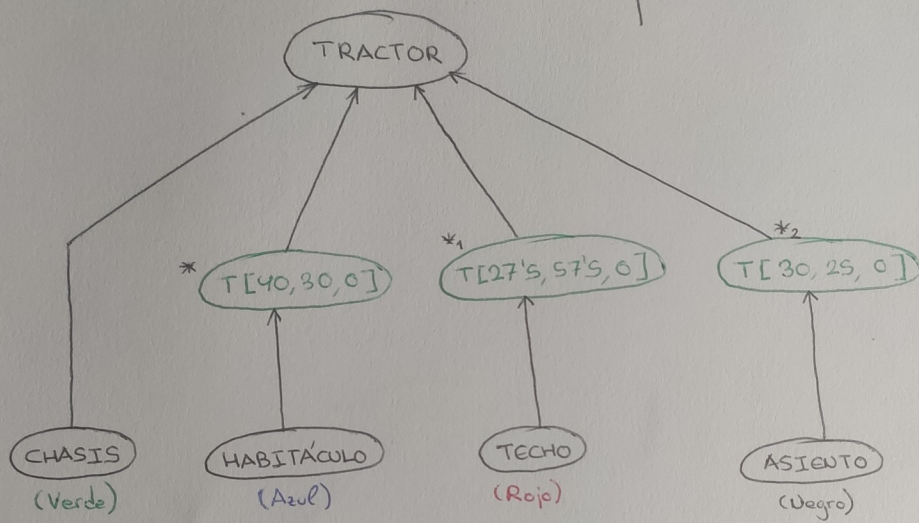 TRACTOR
* T[40,30,0]
*1 T[27'5,57'5,0]
*2 T[30,25,0]
CHASIS
HABITÁCULO
TECHO
ASIENTO
(Verde)
(Azul)
(Rojo)
(Negro)